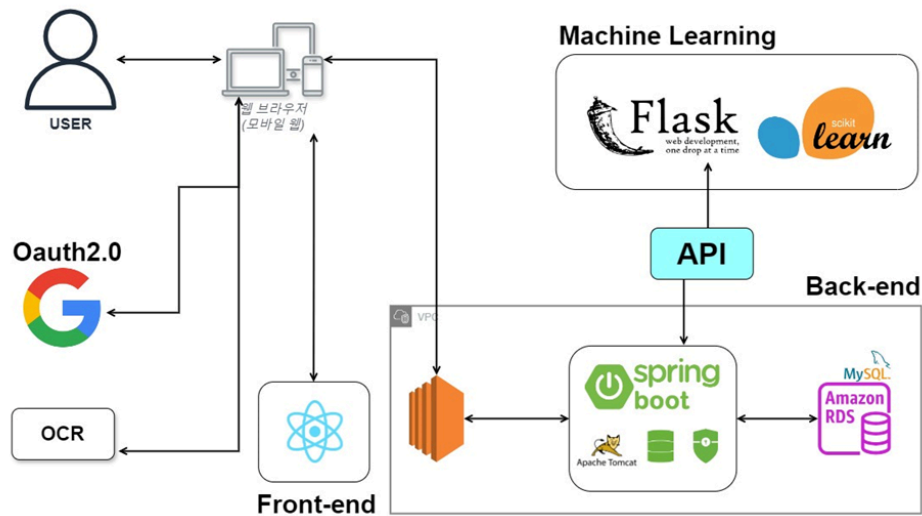 USER
웹 브라우저
(모바일 웹)
Machine Learning
Flask
web development,
one drop at a time
scikit
learn
Oauth2.0
API
Back-end
VPC
spring
boot
Apache Tomcat
MySQL.
Amazon
RDS
OCR
Front-end